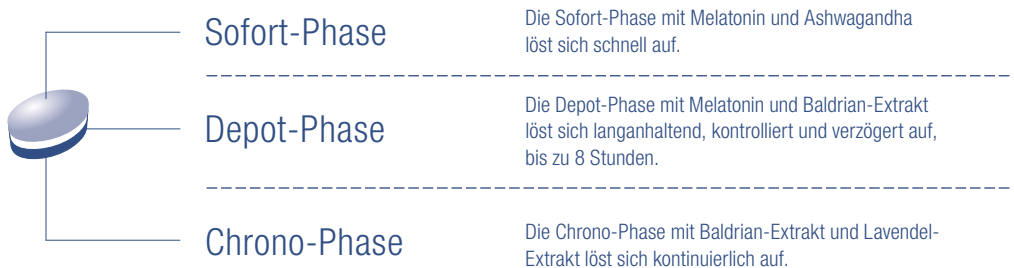 Sofort-Phase
Die Sofort-Phase mit Melatonin und Ashwagandha
löst sich schnell auf.
Depot-Phase
Die Depot-Phase mit Melatonin und Baldrian-Extrakt
löst sich langanhaltend, kontrolliert und verzögert auf,
bis zu 8 Stunden.
Chrono-Phase
Die Chrono-Phase mit Baldrian-Extrakt und Lavendel-
Extrakt löst sich kontinuierlich auf.